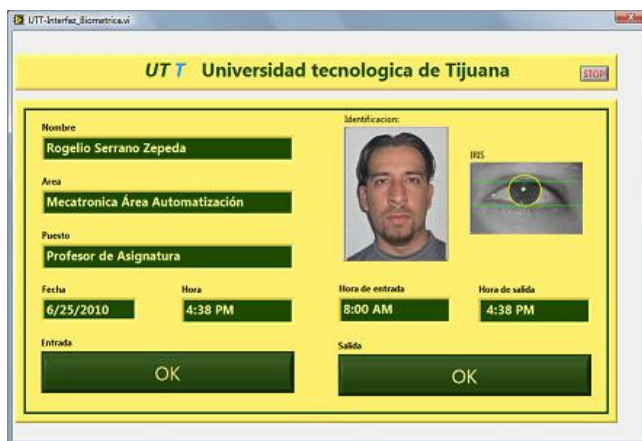 UTT-Interfaz_Biometrica.vi
UTT Universidad tecnologica de Tijuana
STOP
Nombre
Rogelio Serrano Zepeda
Identificacion:
IRIS
Area
Mecatronica Área Automatización
Puesto
Profesor de Asignatura
Fecha
Hora
Hora de entrada
Hora de salida
6/25/2010
4:38 PM
8:00 AM
4:38 PM
Entrada
Salida
OK
OK